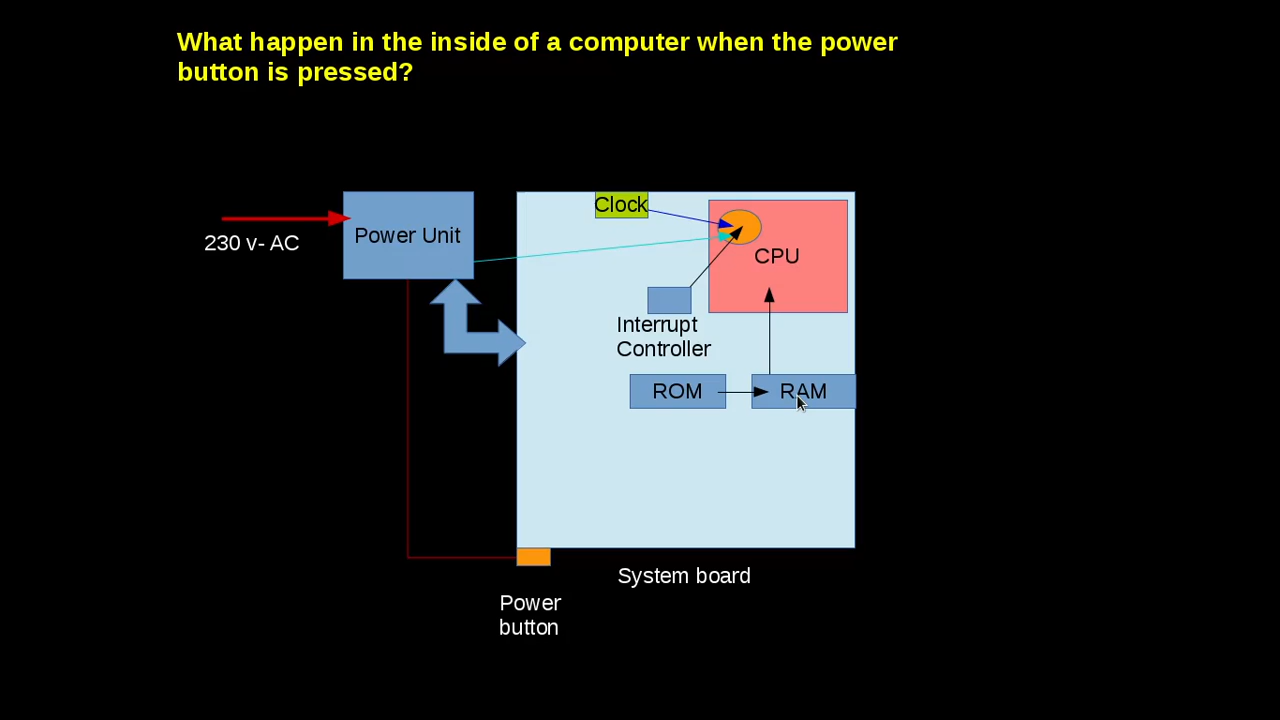 What happen in the inside of a computer when the power
button is pressed?
Clock
Power Unit
230 v- AC
CPU
Interrupt
Controller
ROM
RAM
System board
Power
button